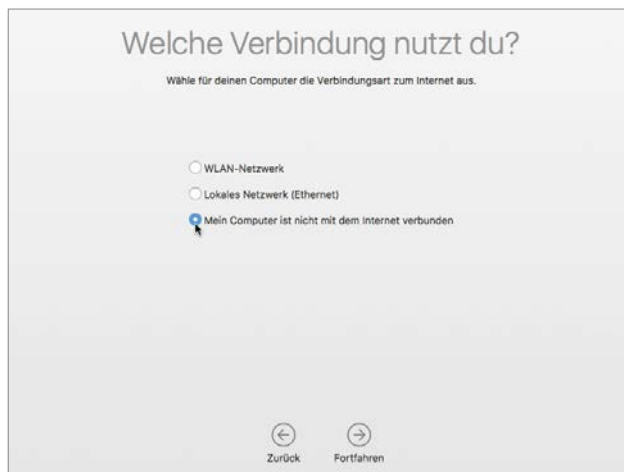 Welche Verbindung nutzt du?
Wähle für deinen Computer die Verbindungsart zum Internet aus.
WLAN-Netzwerk
Lokales Netzwerk (Ethernet)
Mein Computer ist nicht mit dem Internet verbunden
Zurück Fortfahren